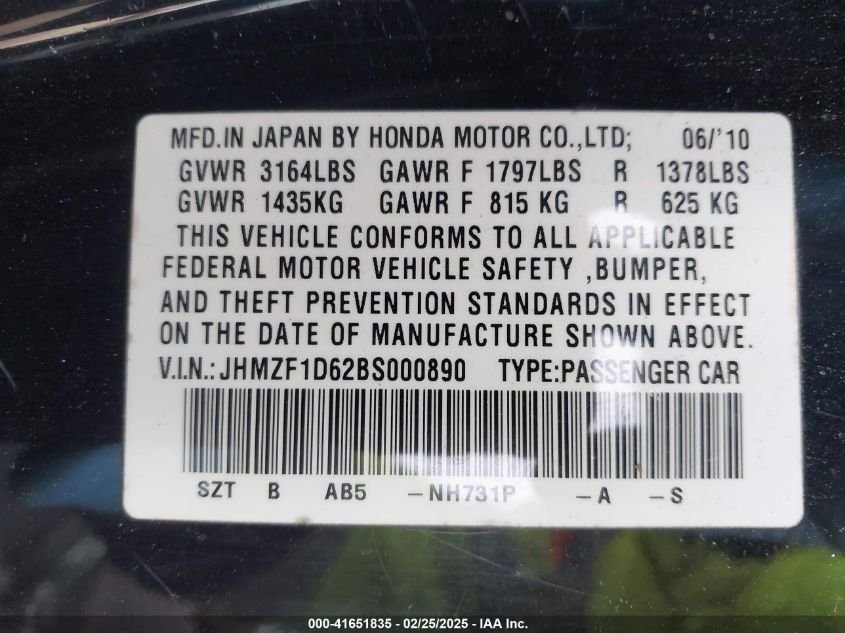 MFD.IN JAPAN BY HONDA MOTOR CO.,LTD; 06/'10
GVWR 3164LBS GAWR F 1797LBS R 1378LBS
GVWR 1435KG GAWR F 815 KG R 625 KG
THIS VEHICLE CONFORMS TO ALL APPLICABLE
FEDERAL MOTOR VEHICLE SAFETY ,BUMPER,
AND THEFT PREVENTION STANDARDS IN EFFECT
ON THE DATE OF MANUFACTURE SHOWN ABOVE.
V.I.N.:JHMZF1D62BS000890 TYPE:PASSENGER CAR
SZT B AB5 -NH731P -A -S
000-41651835 - 02/25/2025 - IAA Inc.